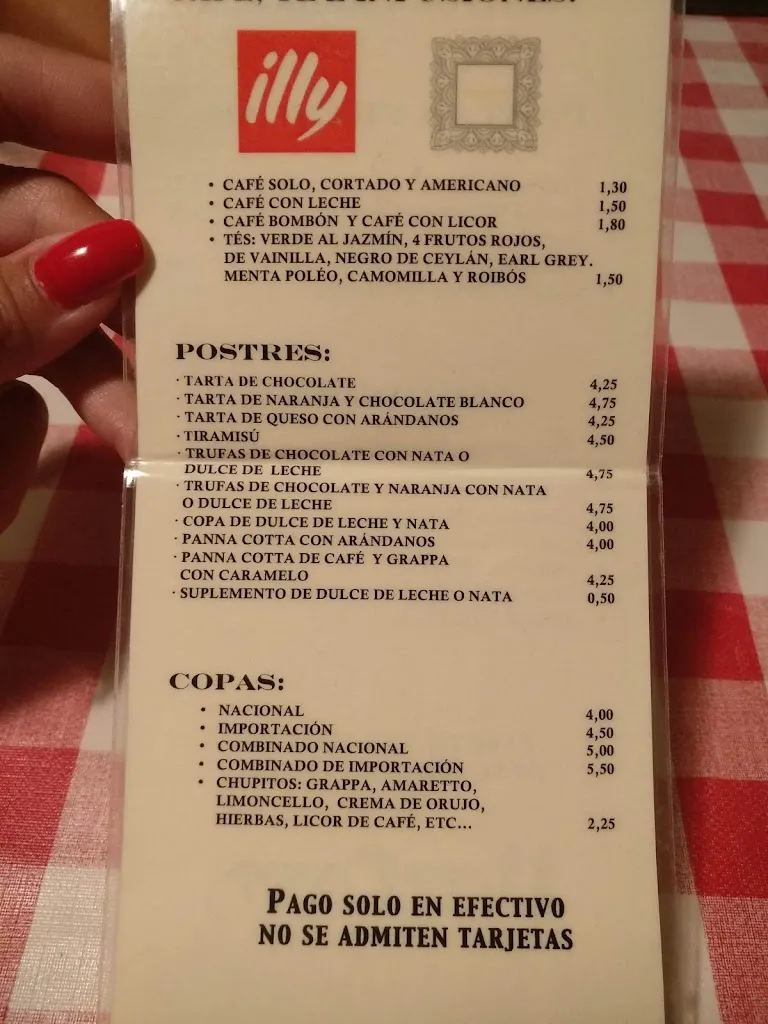 CAFÉ, TÉ E INFUSIONES:
illy
• CAFÉ SOLO, CORTADO Y AMERICANO 1,30
• CAFÉ CON LECHE 1,50
• CAFÉ BOMBÓN Y CAFÉ CON LICOR 1,80
• TÉS: VERDE AL JAZMÍN, 4 FRUTOS ROJOS,
DE VAINILLA, NEGRO DE CEYLÁN, EARL GREY.
MENTA POLÉO, CAMOMILLA Y ROIBÓS 1,50
POSTRES:
· TARTA DE CHOCOLATE 4,25
· TARTA DE NARANJA Y CHOCOLATE BLANCO 4,75
· TARTA DE QUESO CON ARÁNDANOS 4,25
· TIRAMISÚ 4,50
· TRUFAS DE CHOCOLATE CON NATA O
DULCE DE LECHE 4,75
· TRUFAS DE CHOCOLATE Y NARANJA CON NATA
O DULCE DE LECHE 4,75
· COPA DE DULCE DE LECHE Y NATA 4,00
· PANNA COTTA CON ARÁNDANOS 4,00
· PANNA COTTA DE CAFÉ Y GRAPPA
CON CARAMELO 4,25
· SUPLEMENTO DE DULCE DE LECHE O NATA 0,50
COPAS:
• NACIONAL 4,00
• IMPORTACIÓN 4,50
• COMBINADO NACIONAL 5,00
• COMBINADO DE IMPORTACIÓN 5,50
• CHUPITOS: GRAPPA, AMARETTO,
LIMONCELLO, CREMA DE ORUJO,
HIERBAS, LICOR DE CAFÉ, ETC... 2,25
PAGO SOLO EN EFECTIVO
NO SE ADMITEN TARJETAS